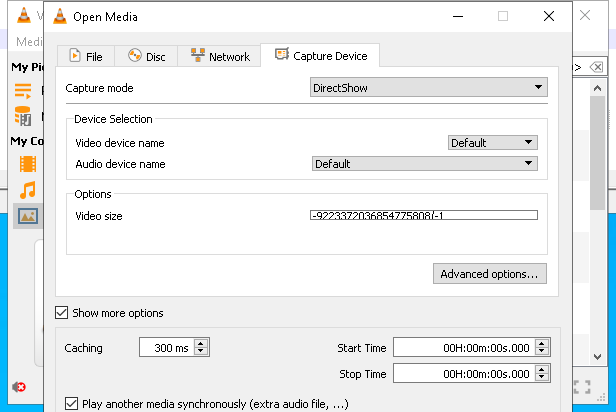 Open Media
Medi
File
Disc
Network
Capture Device
My Pi
Capture mode
DirectShow
Device Selection
Video device name
Default
My Co
Audio device name
Default
Options
Video size
-9223372036854775808(-1
Advanced options...
Show more options
Caching
300 ms
Start Time
00H:00m:00s.000
Stop Time
00H:00m:00s.000
Play another media synchronously (extra audio file, ...)